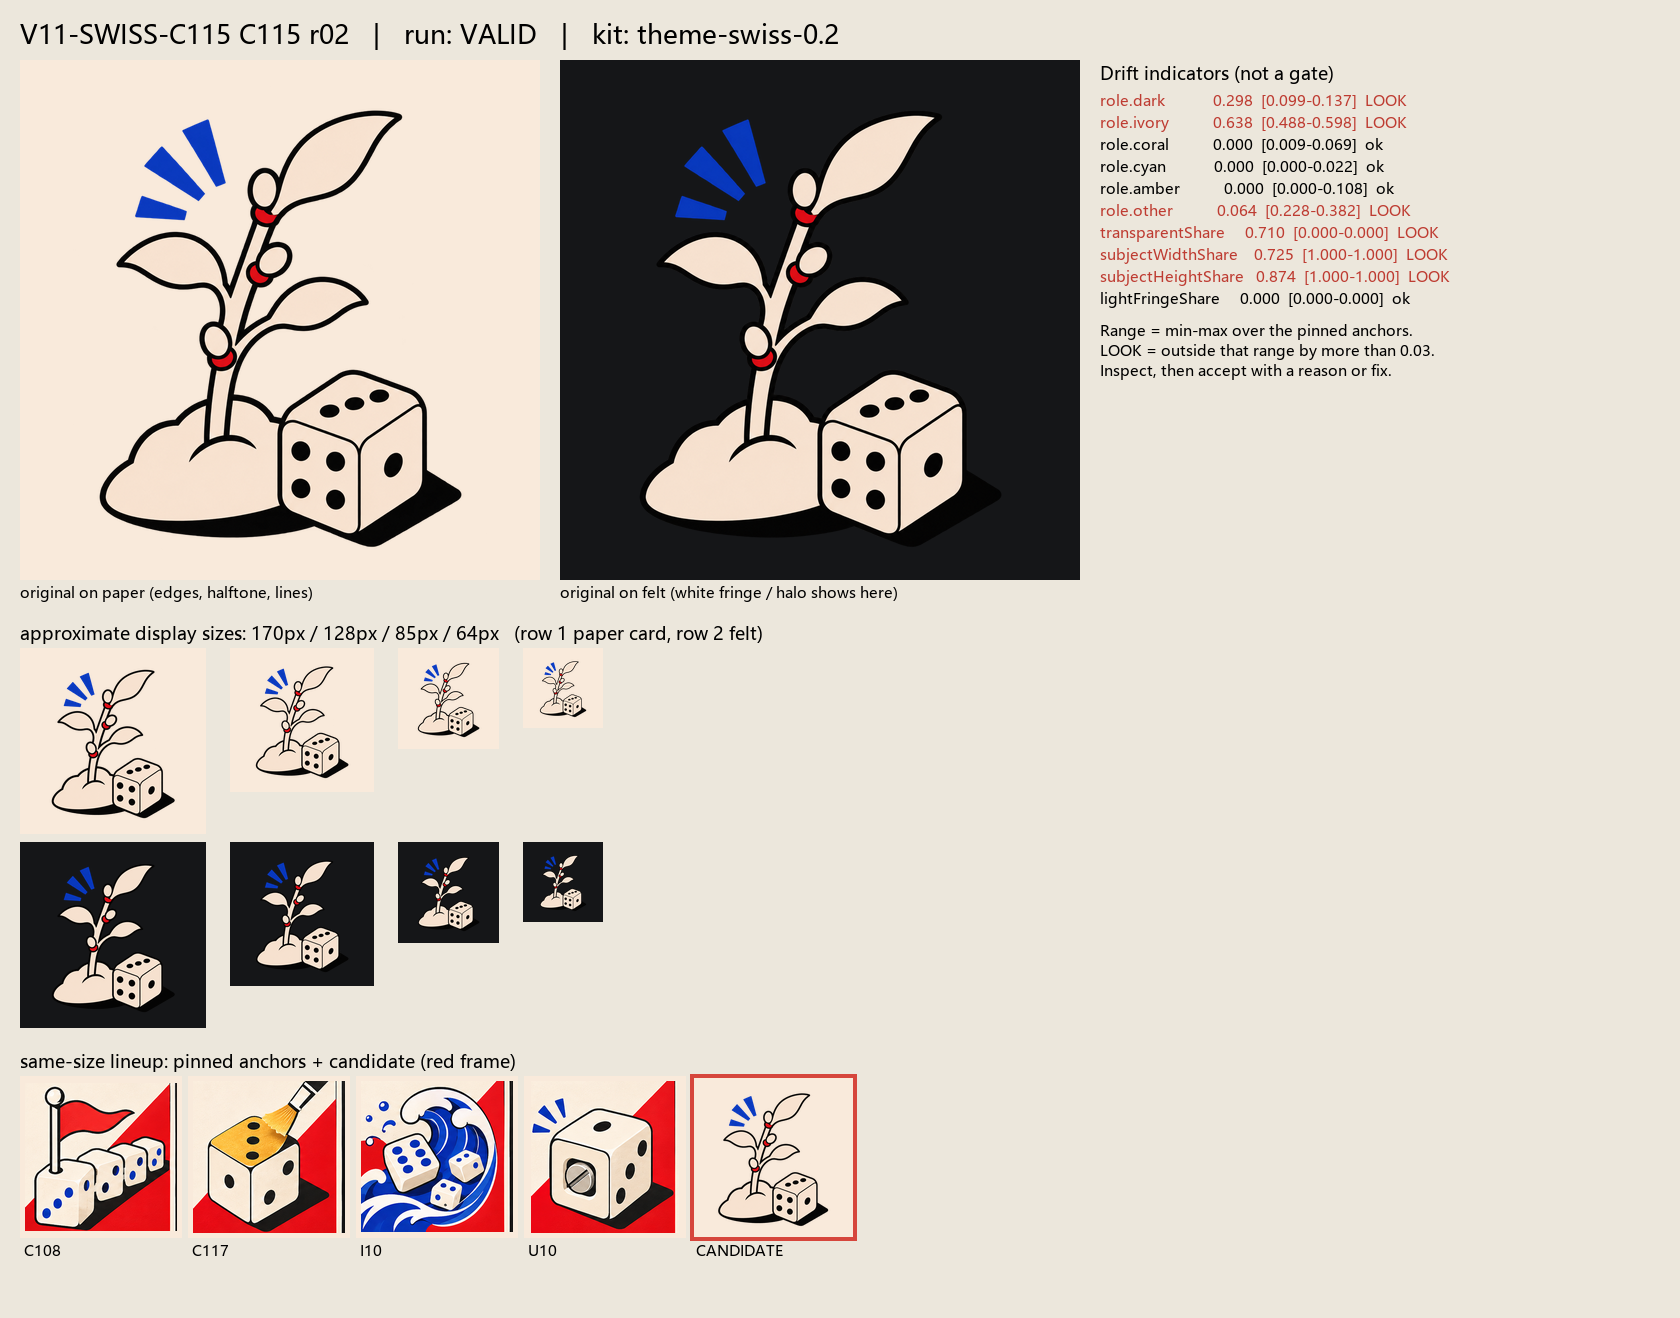 V11-SWISS-C115 C115 r02 | run: VALID | kit: theme-swiss-0.2
Drift indicators (not a gate)
role.dark 0.298 [0.099-0.137] LOOK
role.ivory 0.638 [0.488-0.598] LOOK
role.coral 0.000 [0.009-0.069] ok
role.cyan 0.000 [0.000-0.022] ok
role.amber 0.000 [0.000-0.108] ok
role.other 0.064 [0.228-0.382] LOOK
transparentShare 0.710 [0.000-0.000] LOOK
subjectWidthShare 0.725 [1.000-1.000] LOOK
subjectHeightShare 0.874 [1.000-1.000] LOOK
lightFringeShare 0.000 [0.000-0.000] ok
Range = min-max over the pinned anchors.
LOOK = outside that range by more than 0.03.
Inspect, then accept with a reason or fix.
original on paper (edges, halftone, lines)
original on felt (white fringe / halo shows here)
approximate display sizes: 170px / 128px / 85px / 64px (row 1 paper card, row 2 felt)
same-size lineup: pinned anchors + candidate (red frame)
C108
C117
I10
U10
CANDIDATE